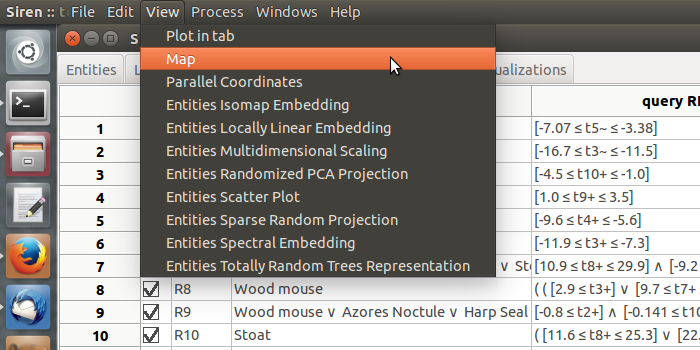 Siren :: t File Edit View Process Windows Help
S
Entities L ualizations
Plot in tab
Map
Parallel Coordinates
Entities Isomap Embedding
Entities Locally Linear Embedding
Entities Multidimensional Scaling
Entities Randomized PCA Projection
Entities Scatter Plot
Entities Sparse Random Projection
Entities Spectral Embedding
Entities Totally Random Trees Representation
query R
1 [-7.07 ≤ t5~ ≤ -3.38]
2 [-16.7 ≤ t3~ ≤ -11.5]
3 [-4.5 ≤ t10+ ≤ -1.0]
4 [1.0 ≤ t9+ ≤ 3.5]
5 [-9.6 ≤ t4+ ≤ -5.6]
6 [-11.9 ≤ t3+ ≤ -7.3]
7 ∨ Sto [10.9 ≤ t8+ ≤ 29.9] ∧ [-9.2
8 R8 Wood mouse ( ( [2.9 ≤ t3+] ∨ [9.7 ≤ t7+
9 R9 Wood mouse ∨ Azores Noctule ∨ Harp Seal [-0.8 ≤ t2+] ∧ [-0.141 ≤ t10
10 R10 Stoat ( [11.6 ≤ t8+ ≤ 25.3] ∨ [22.